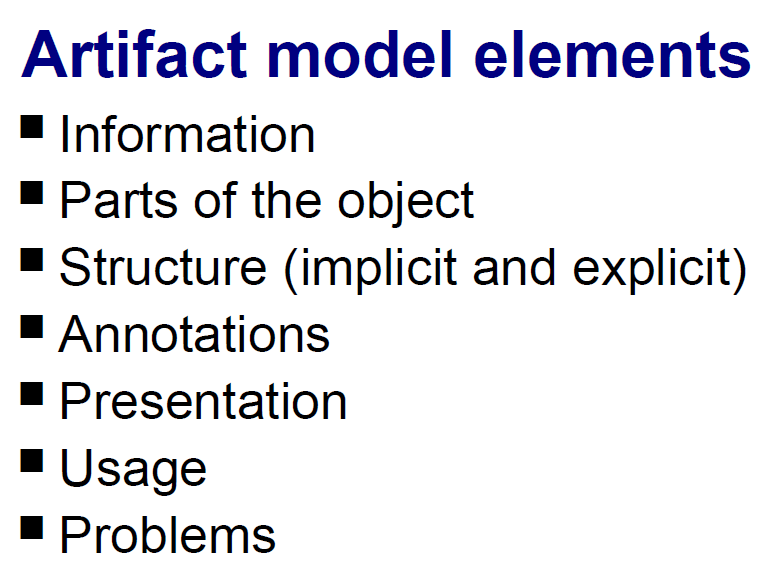 Artifact model elements
▪ Information
▪ Parts of the object
▪ Structure (implicit and explicit)
▪ Annotations
▪ Presentation
▪ Usage
▪ Problems